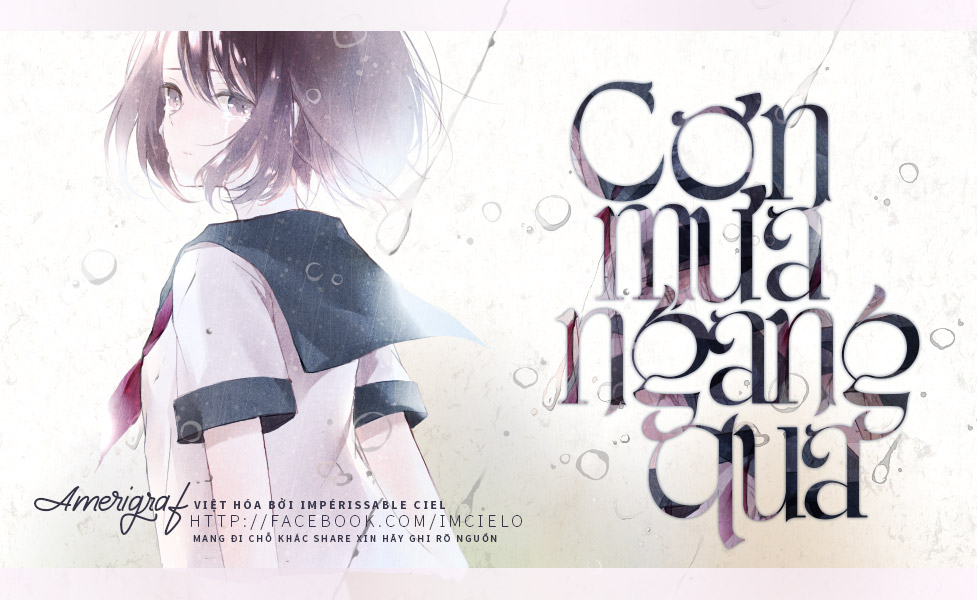 Cơn
mưa
ngang
qua
Amerigraf
VIỆT HÓA BỞI IMPÉRISSABLE CIEL
HTTP://FACEBOOK.COM/IMCIELO
MANG ĐI CHỖ KHÁC SHARE XIN HÃY GHI RÕ NGUỒN